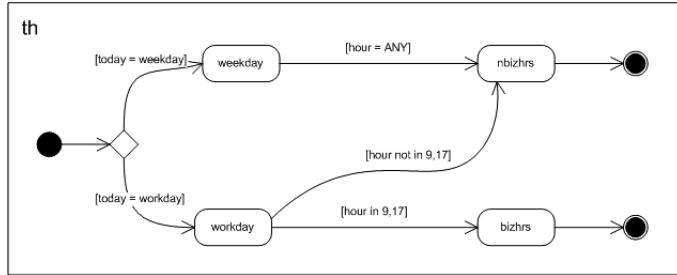 th
[hour = ANY]
[today = weekday]
weekday
nbizhrs
[hour not in 9,17]
[today = workday]
[hour in 9,17]
workday
bizhrs